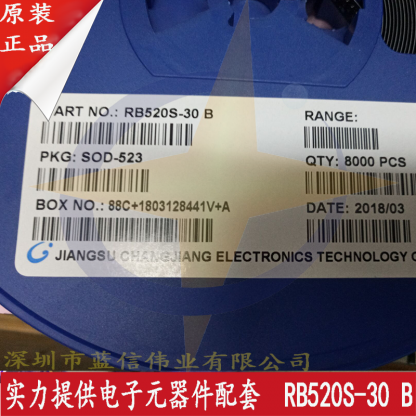 原装
正品
PART NO.: RB520S-30 B
RANGE:
PKG: SOD-523
QTY: 8000 PCS
BOX NO.: 88C+1803128441V+A
DATE: 2018/03
JIANGSU CHANGJIANG ELECTRONICS TECHNOLOGY C
深圳市蓝信伟业有限公司
实力提供电子元器件配套 RB520S-30 B